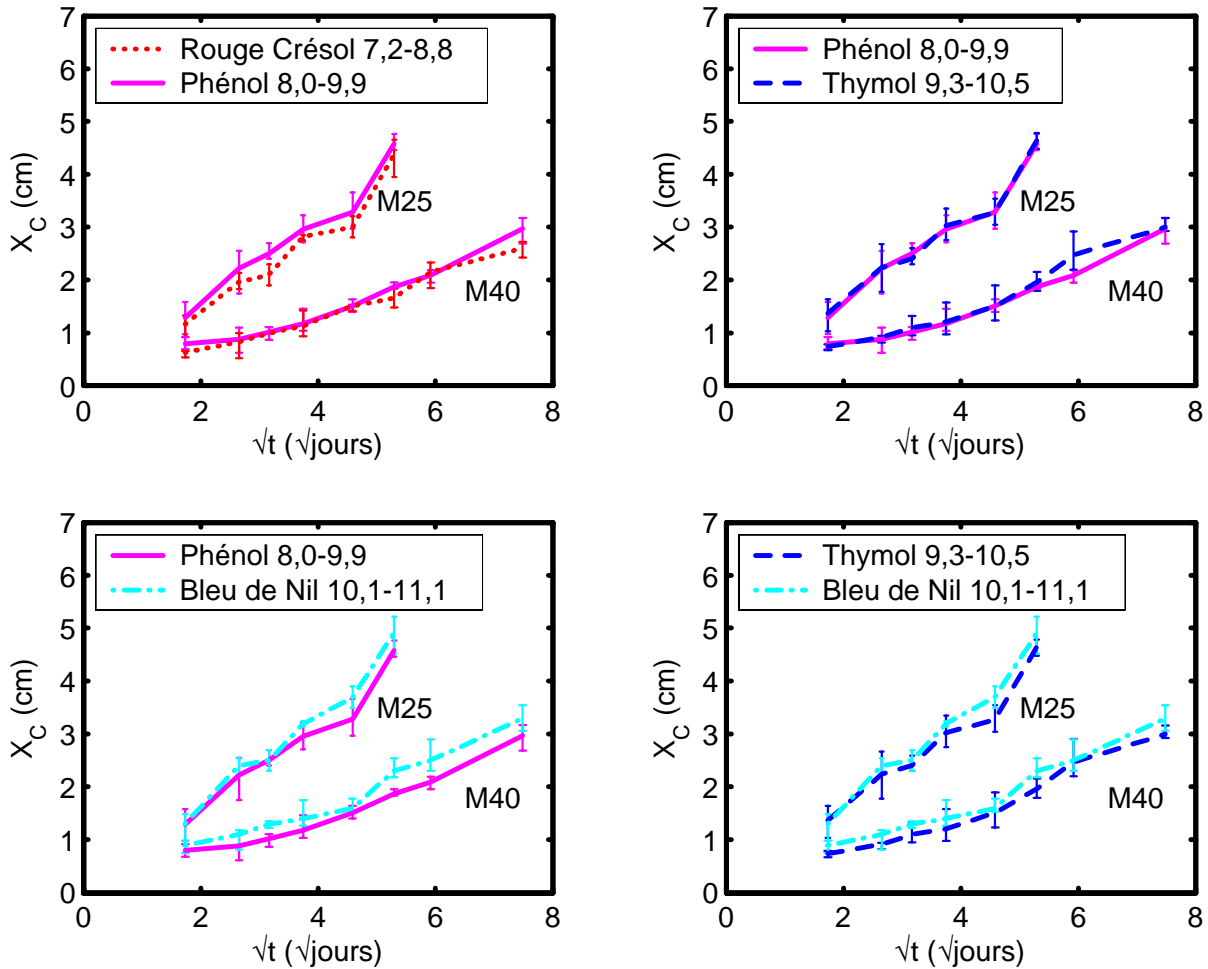 7
6
5
4
3
2
1
0
X_C (cm)
Rouge Crésol 7,2-8,8
Phénol 8,0-9,9
M25
M40
0 2 4 6 8
√t (√jours)
7
6
5
4
3
2
1
0
X_C (cm)
Phénol 8,0-9,9
Thymol 9,3-10,5
M25
M40
0 2 4 6 8
√t (√jours)
7
6
5
4
3
2
1
0
X_C (cm)
Phénol 8,0-9,9
Bleu de Nil 10,1-11,1
M25
M40
0 2 4 6 8
√t (√jours)
7
6
5
4
3
2
1
0
X_C (cm)
Thymol 9,3-10,5
Bleu de Nil 10,1-11,1
M25
M40
0 2 4 6 8
√t (√jours)